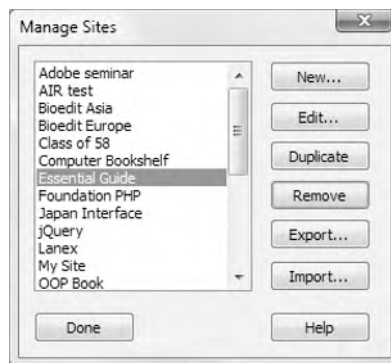 Manage Sites
Adobe seminar
AIR test
Bioedit Asia
Bioedit Europe
Class of 58
Computer Bookshelf
Essential Guide
Foundation PHP
Japan Interface
jQuery
Lanex
My Site
OOP Book
New...
Edit...
Duplicate
Remove
Export...
Import...
Done
Help